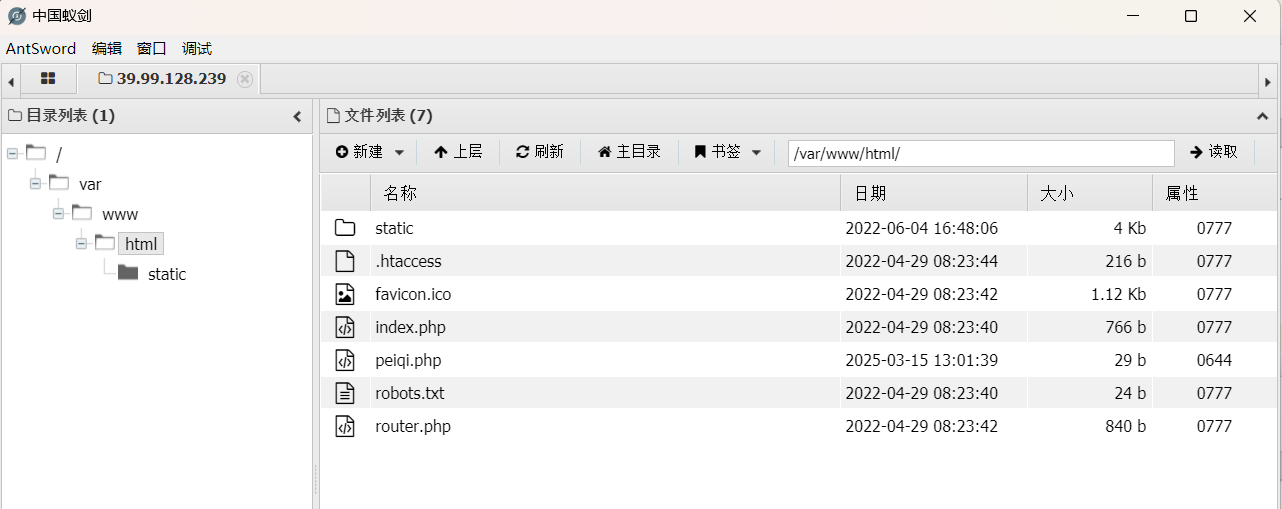 中国蚁剑
AntSword 编辑 窗口 调试
39.99.128.239
目录列表 (1)
/
var
www
html
static
文件列表 (7)
新建 上层 刷新 主目录 书签 /var/www/html/ 读取
名称 日期 大小 属性
static 2022-06-04 16:48:06 4 Kb 0777
.htaccess 2022-04-29 08:23:44 216 b 0777
favicon.ico 2022-04-29 08:23:42 1.12 Kb 0777
index.php 2022-04-29 08:23:40 766 b 0777
peiqi.php 2025-03-15 13:01:39 29 b 0644
robots.txt 2022-04-29 08:23:40 24 b 0777
router.php 2022-04-29 08:23:42 840 b 0777